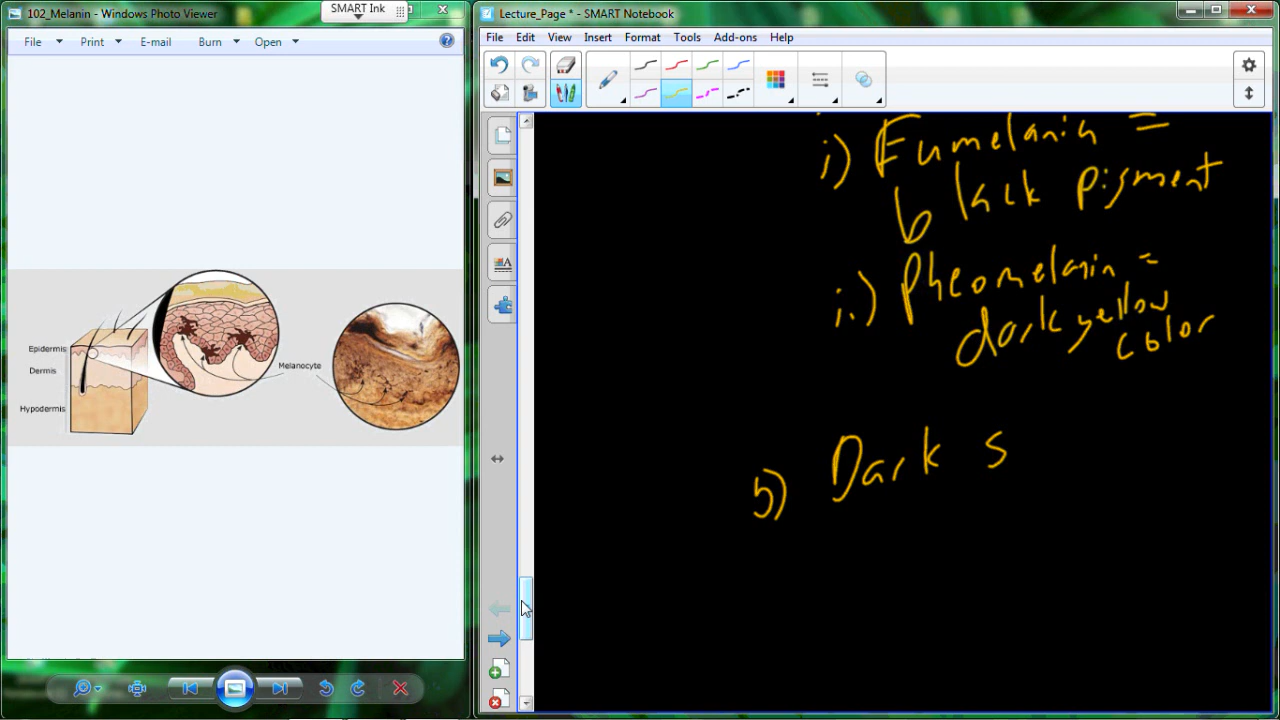 102_Melanin - Windows Photo Viewer
SMART Ink
File Print E-mail Burn Open
Epidermis
Dermis
Hypodermis
Melanocyte
Lecture_Page * - SMART Notebook
File Edit View Insert Format Tools Add-ons Help
i) Eumelanin =
black pigment
ii.) Pheomelanin =
dark yellow
color
5) Dark s